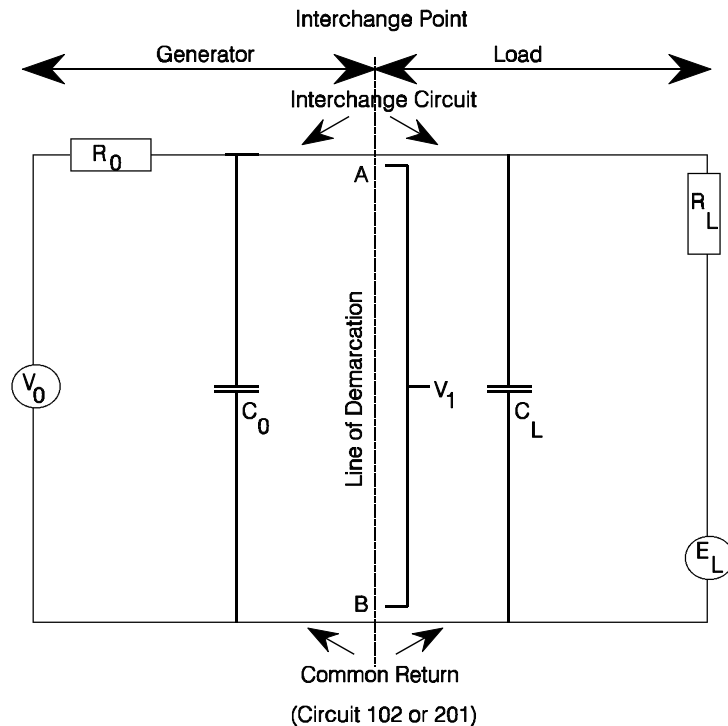 Interchange Point
Generator
Load
Interchange Circuit
R0
A
RL
Line of Demarcation
V0
C0
V1
CL
EL
B
Common Return
(Circuit 102 or 201)